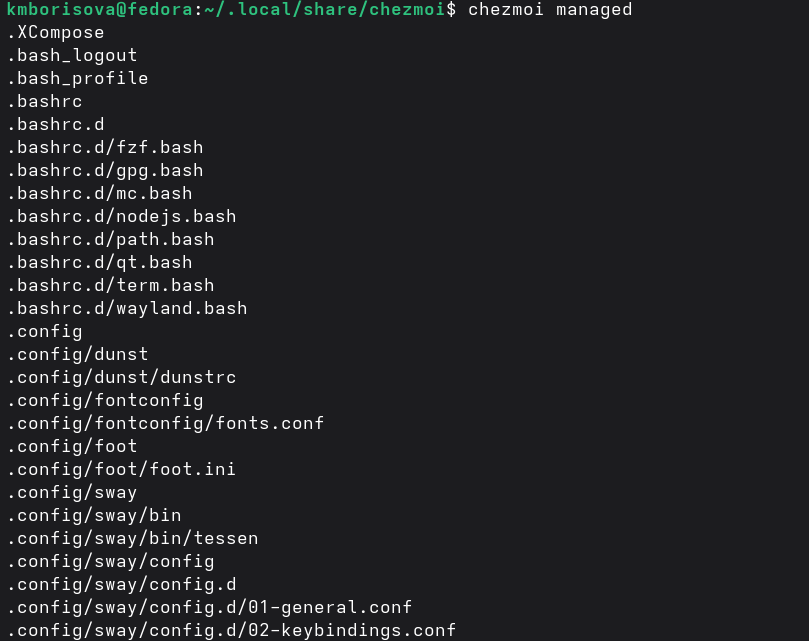 kmborisova@fedora:~/.local/share/chezmoi$ chezmoi managed
.XCompose
.bash_logout
.bash_profile
.bashrc
.bashrc.d
.bashrc.d/fzf.bash
.bashrc.d/gpg.bash
.bashrc.d/mc.bash
.bashrc.d/nodejs.bash
.bashrc.d/path.bash
.bashrc.d/qt.bash
.bashrc.d/term.bash
.bashrc.d/wayland.bash
.config
.config/dunst
.config/dunst/dunstrc
.config/fontconfig
.config/fontconfig/fonts.conf
.config/foot
.config/foot/foot.ini
.config/sway
.config/sway/bin
.config/sway/bin/tessen
.config/sway/config
.config/sway/config.d
.config/sway/config.d/01-general.conf
.config/sway/config.d/02-keybindings.conf